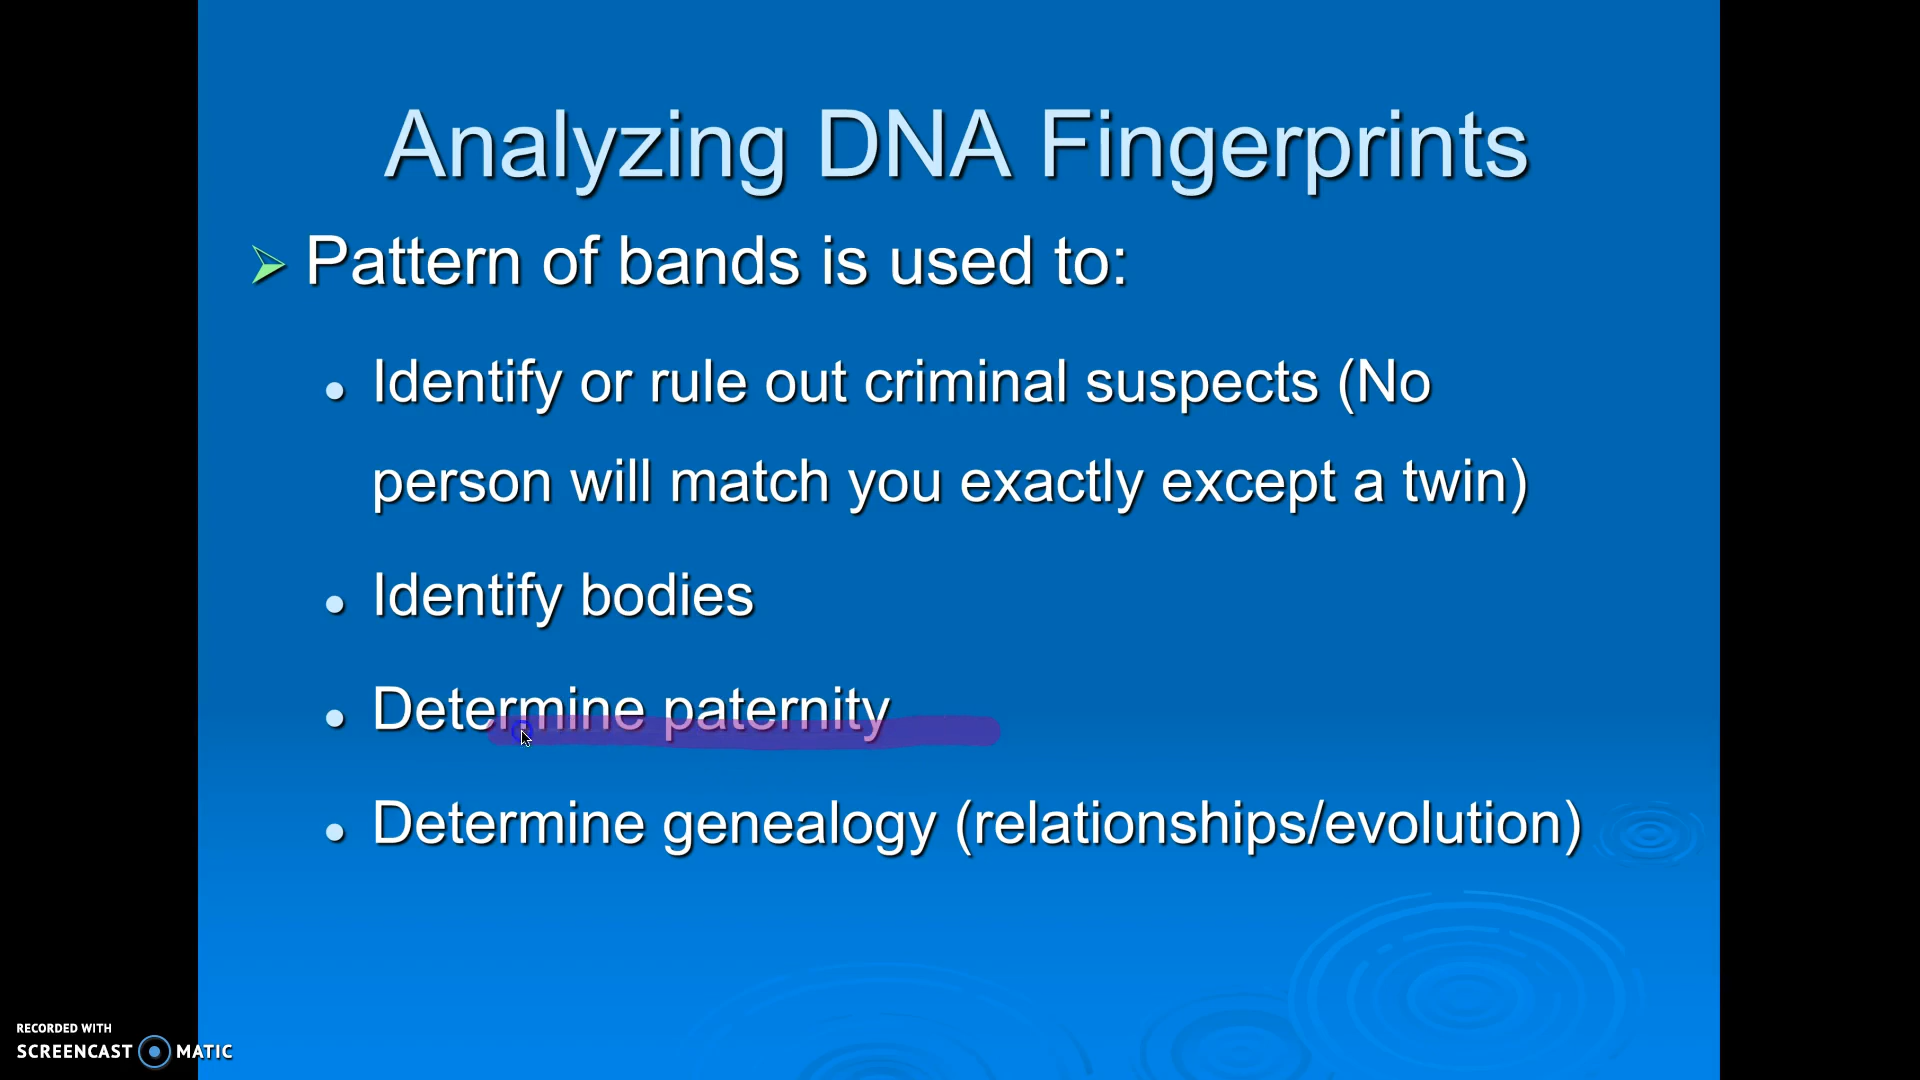 Analyzing DNA Fingerprints
Pattern of bands is used to:
Identify or rule out criminal suspects (No
person will match you exactly except a twin)
Identify bodies
Determine paternity
Determine genealogy (relationships/evolution)
RECORDED WITH
SCREENCAST MATIC